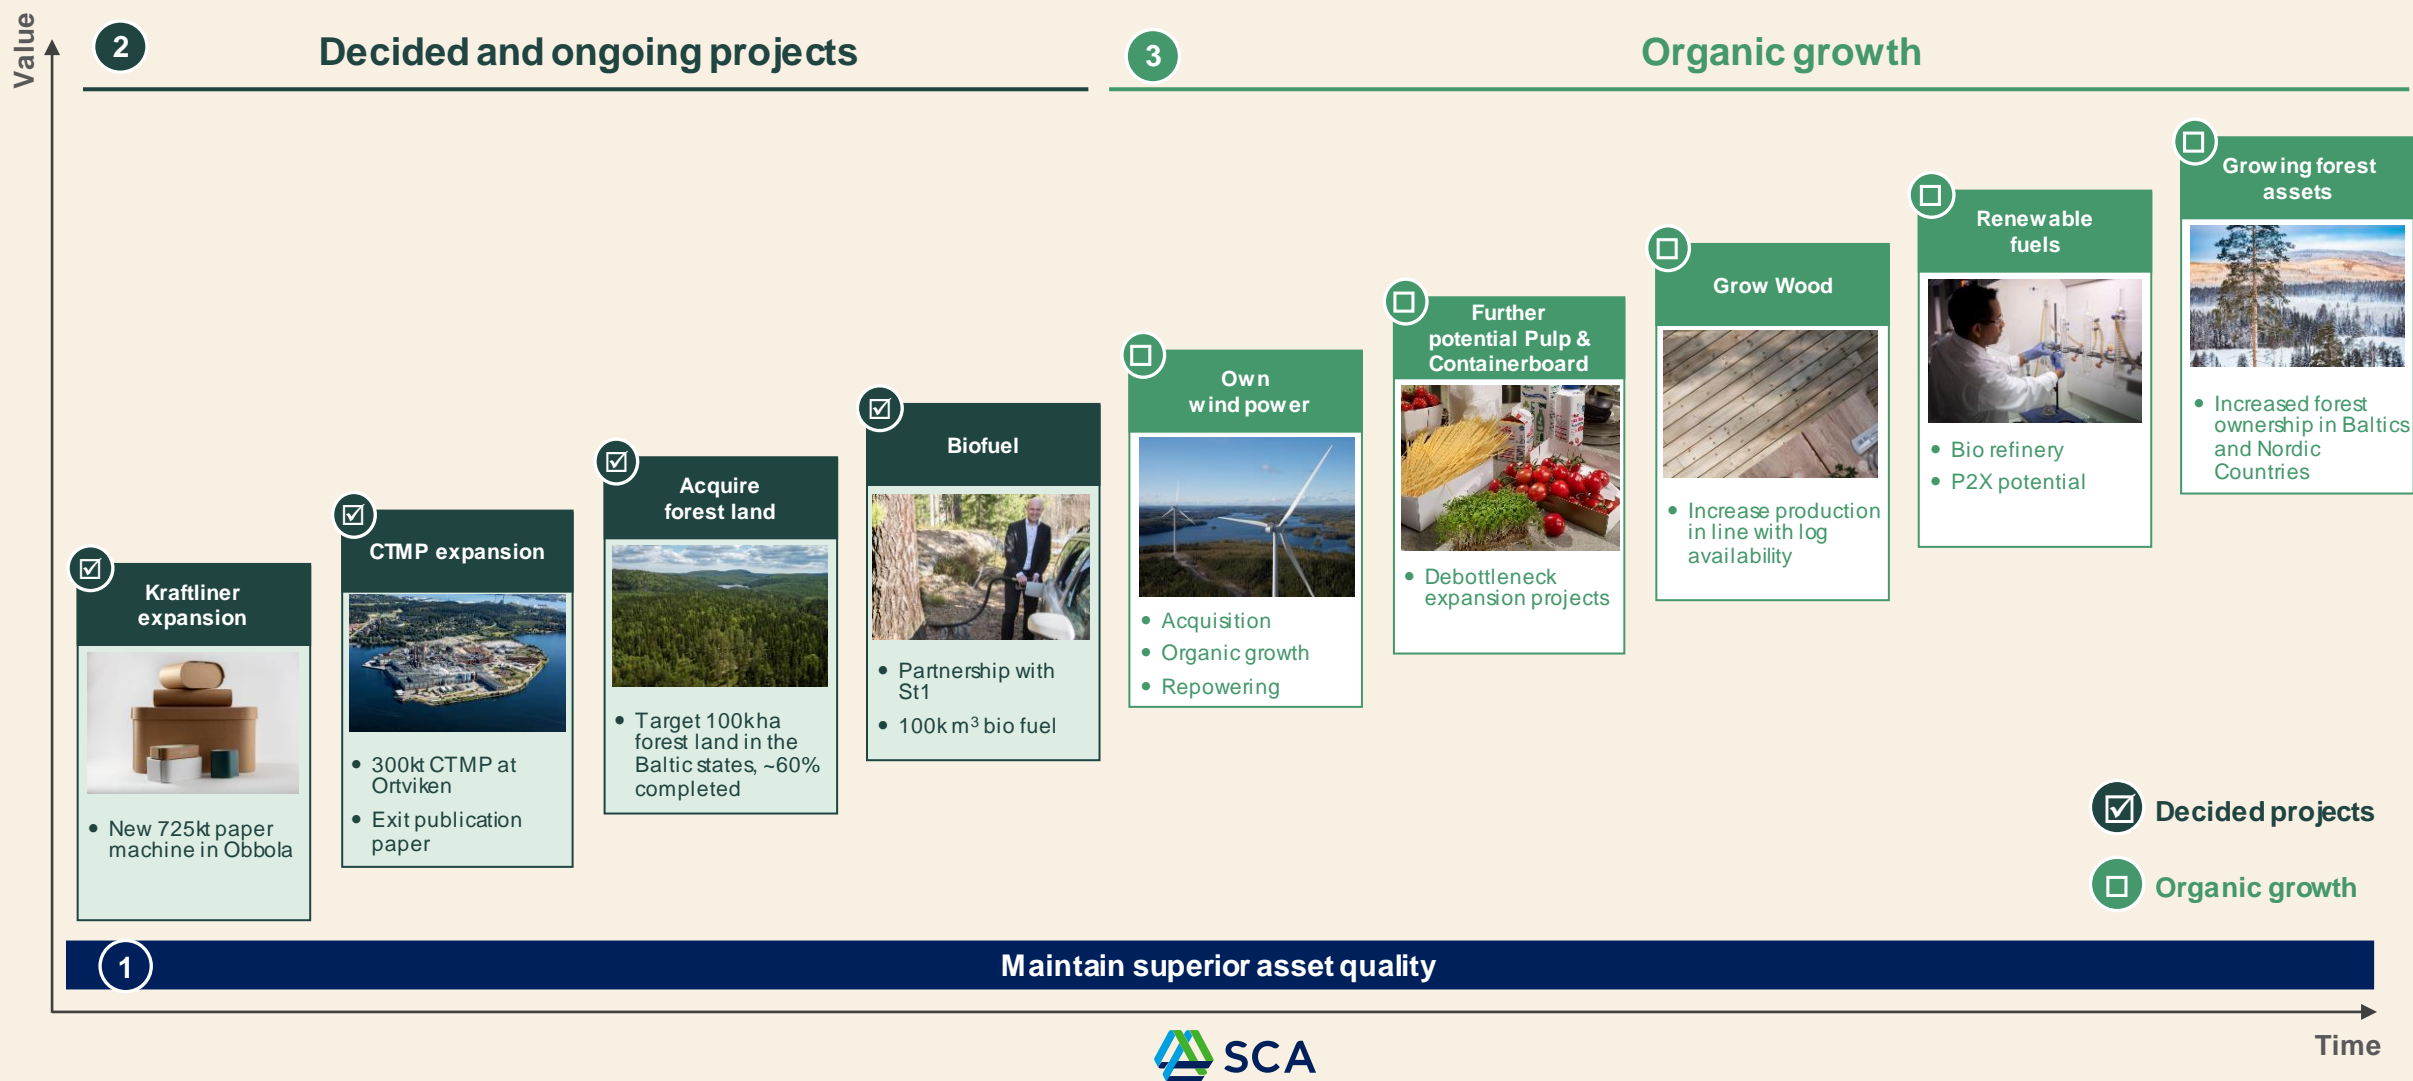 Value
2
Decided and ongoing projects
3
Organic growth
Kraftliner
expansion
• New 725kt paper
machine in Obbola
CTMP expansion
• 300kt CTMP at
Ortviken
• Exit publication
paper
Acquire
forest land
• Target 100kha
forest land in the
Baltic states, ~60%
completed
Biofuel
• Partnership with
St1
• 100k m³ bio fuel
Own
wind power
• Acquisition
• Organic growth
• Repowering
Further
potential Pulp &
Containerboard
• Debottleneck
expansion projects
Grow Wood
• Increase production
in line with log
availability
Renewable
fuels
• Bio refinery
• P2X potential
Growing forest
assets
• Increased forest
ownership in Baltics
and Nordic
Countries
Decided projects
Organic growth
1
Maintain superior asset quality
Time
SCA